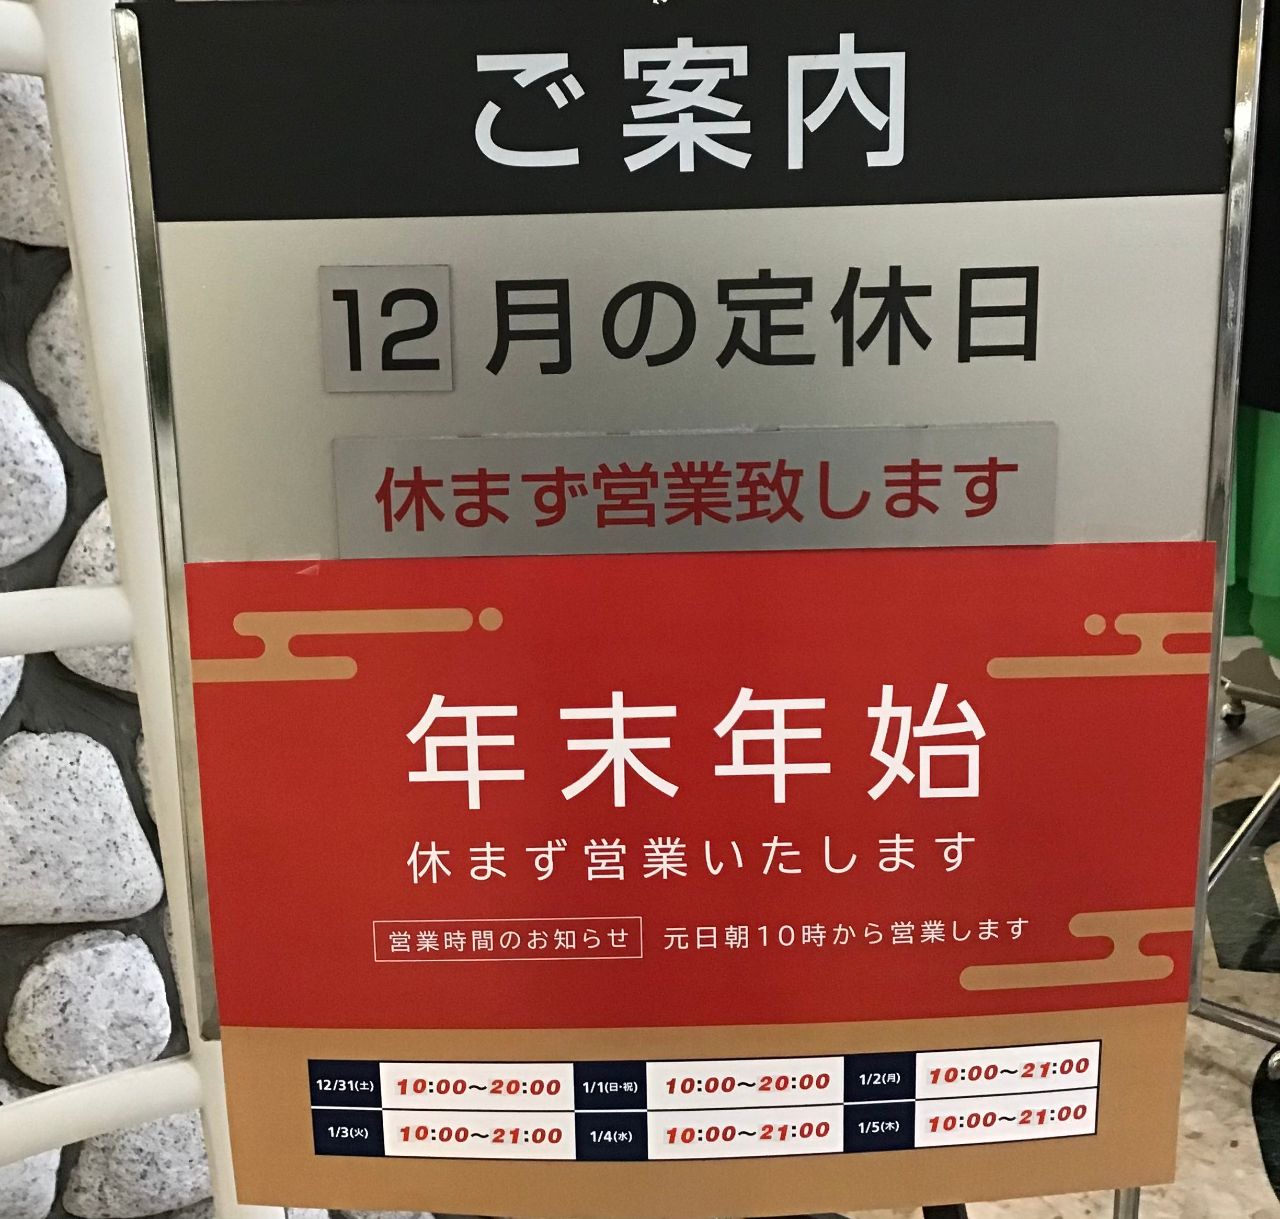 ご案内
12月の定休日
休まず営業致します
年末年始
休まず営業いたします
営業時間のお知らせ 元日朝10時から営業します
12/31(土) 10:00〜20:00 1/1(日・祝) 10:00〜20:00 1/2(月) 10:00〜21:00
1/3(火) 10:00〜21:00 1/4(水) 10:00〜21:00 1/5(木) 10:00〜21:00